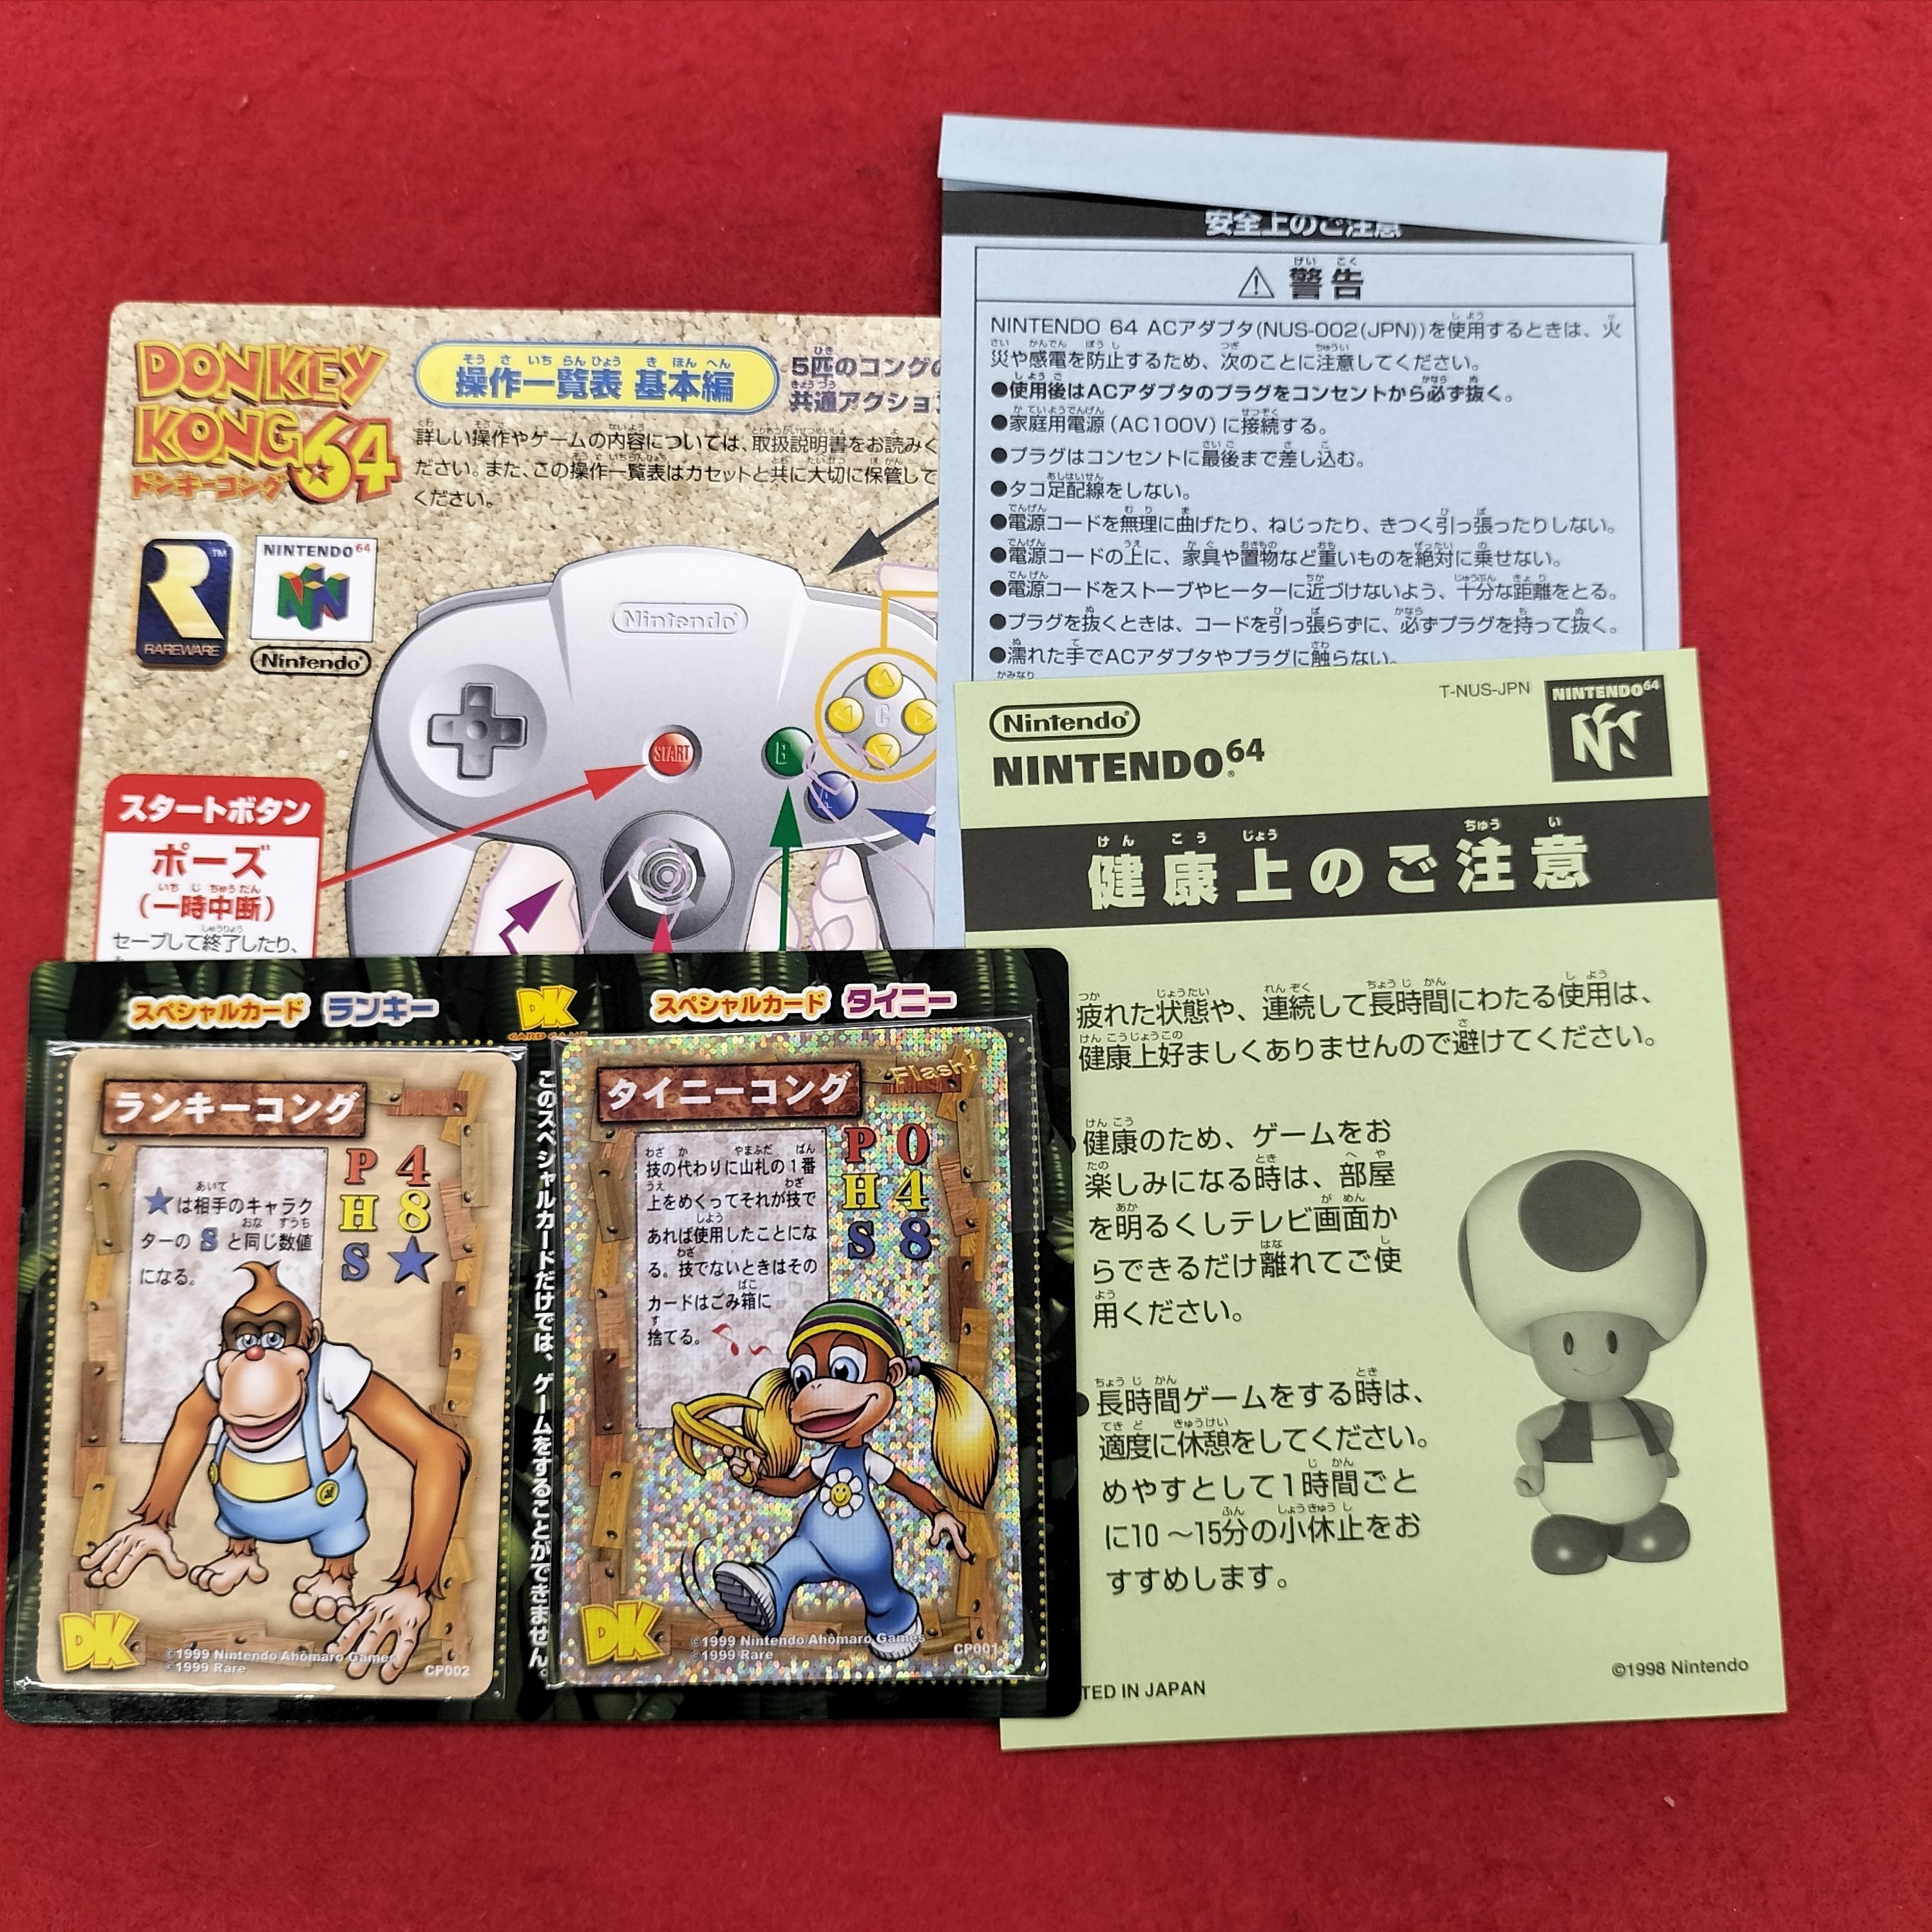 DONKEY
KONG 64
ドンキーコング
操作一覧表 基本編
5匹のコングの
共通アクション
詳しい操作やゲームの内容については、取扱説明書をお読みく
ださい。また、この操作一覧表はカセットと共に大切に保管して
ください。
RAREWARE
TM
NINTENDO 64
Nintendo
Nintendo
START
B
A
C
スタートボタン
ポーズ
(一時中断)
セーブして終了したり、
安全上のご注意
警告
NINTENDO 64 ACアダプタ(NUS-002(JPN))を使用するときは、火
災や感電を防止するため、次のことに注意してください。
●使用後はACアダプタのプラグをコンセントから必ず抜く。
●家庭用電源(AC100V)に接続する。
●プラグはコンセントに最後まで差し込む。
●タコ足配線をしない。
●電源コードを無理に曲げたり、ねじったり、きつく引っ張ったりしない。
●電源コードの上に、家具や置物など重いものを絶対に乗せない。
●電源コードをストーブやヒーターに近づけないよう、十分な距離をとる。
●プラグを抜くときは、コードを引っ張らずに、必ずプラグを持って抜く。
●濡れた手でACアダプタやプラグに触らない。
かみなり
T-NUS-JPN
NINTENDO 64
Nintendo
NINTENDO 64
健康上のご注意
疲れた状態や、連続して長時間にわたる使用は、
健康上好ましくありませんので避けてください。
健康のため、ゲームをお
楽しみになる時は、部屋
を明るくしテレビ画面か
らできるだけ離れてご使
用ください。
●長時間ゲームをする時は、
適度に休憩をしてください。
めやすとして1時間ごと
に10～15分の小休止をお
すすめします。
©1998 Nintendo
TED IN JAPAN
スペシャルカード ランキー
DK
CARD GAME
スペシャルカード タイニー
このスペシャルカードだけでは、ゲームをすることができません。
ランキーコング
P 4
H 8
S ★
★は相手のキャラク
ターの S と同じ数値
になる。
DK
©1999 Nintendo Ahomaro Games
©1999 Rare
CP002
タイニーコング
Flash!
P 0
H 4
S 8
技の代わりに山札の1番
上をめくってそれが技で
あれば使用したことにな
る。技でないときはその
カードはごみ箱に
捨てる。
DK
©1999 Nintendo Ahomaro Games
©1999 Rare
CP001